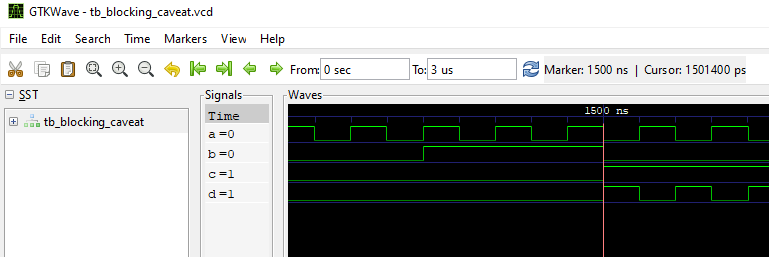 GTKWave - tb_blocking_caveat.vcd
File Edit Search Time Markers View Help
From: 0 sec To: 3 us Marker: 1500 ns | Cursor: 1501400 ps
SST Signals Waves
Time 1500 ns
tb_blocking_caveat a =0
b =0
c =1
d =1